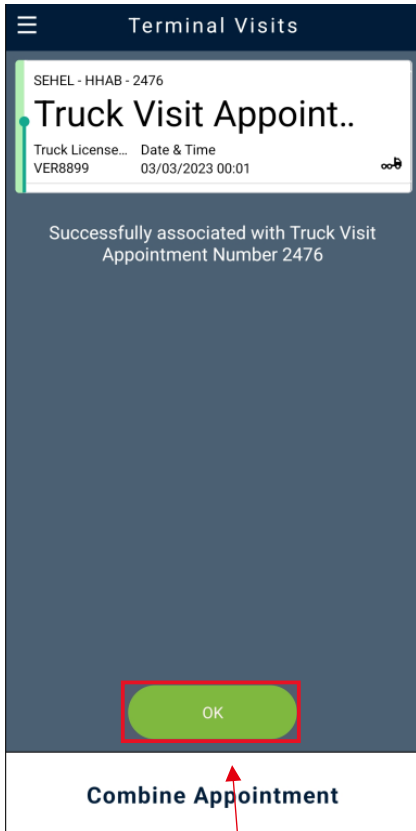 Terminal Visits
SEHEL - HHAB - 2476
Truck Visit Appoint..
Truck License... Date & Time
VER8899 03/03/2023 00:01
Successfully associated with Truck Visit
Appointment Number 2476
OK
Combine Appointment